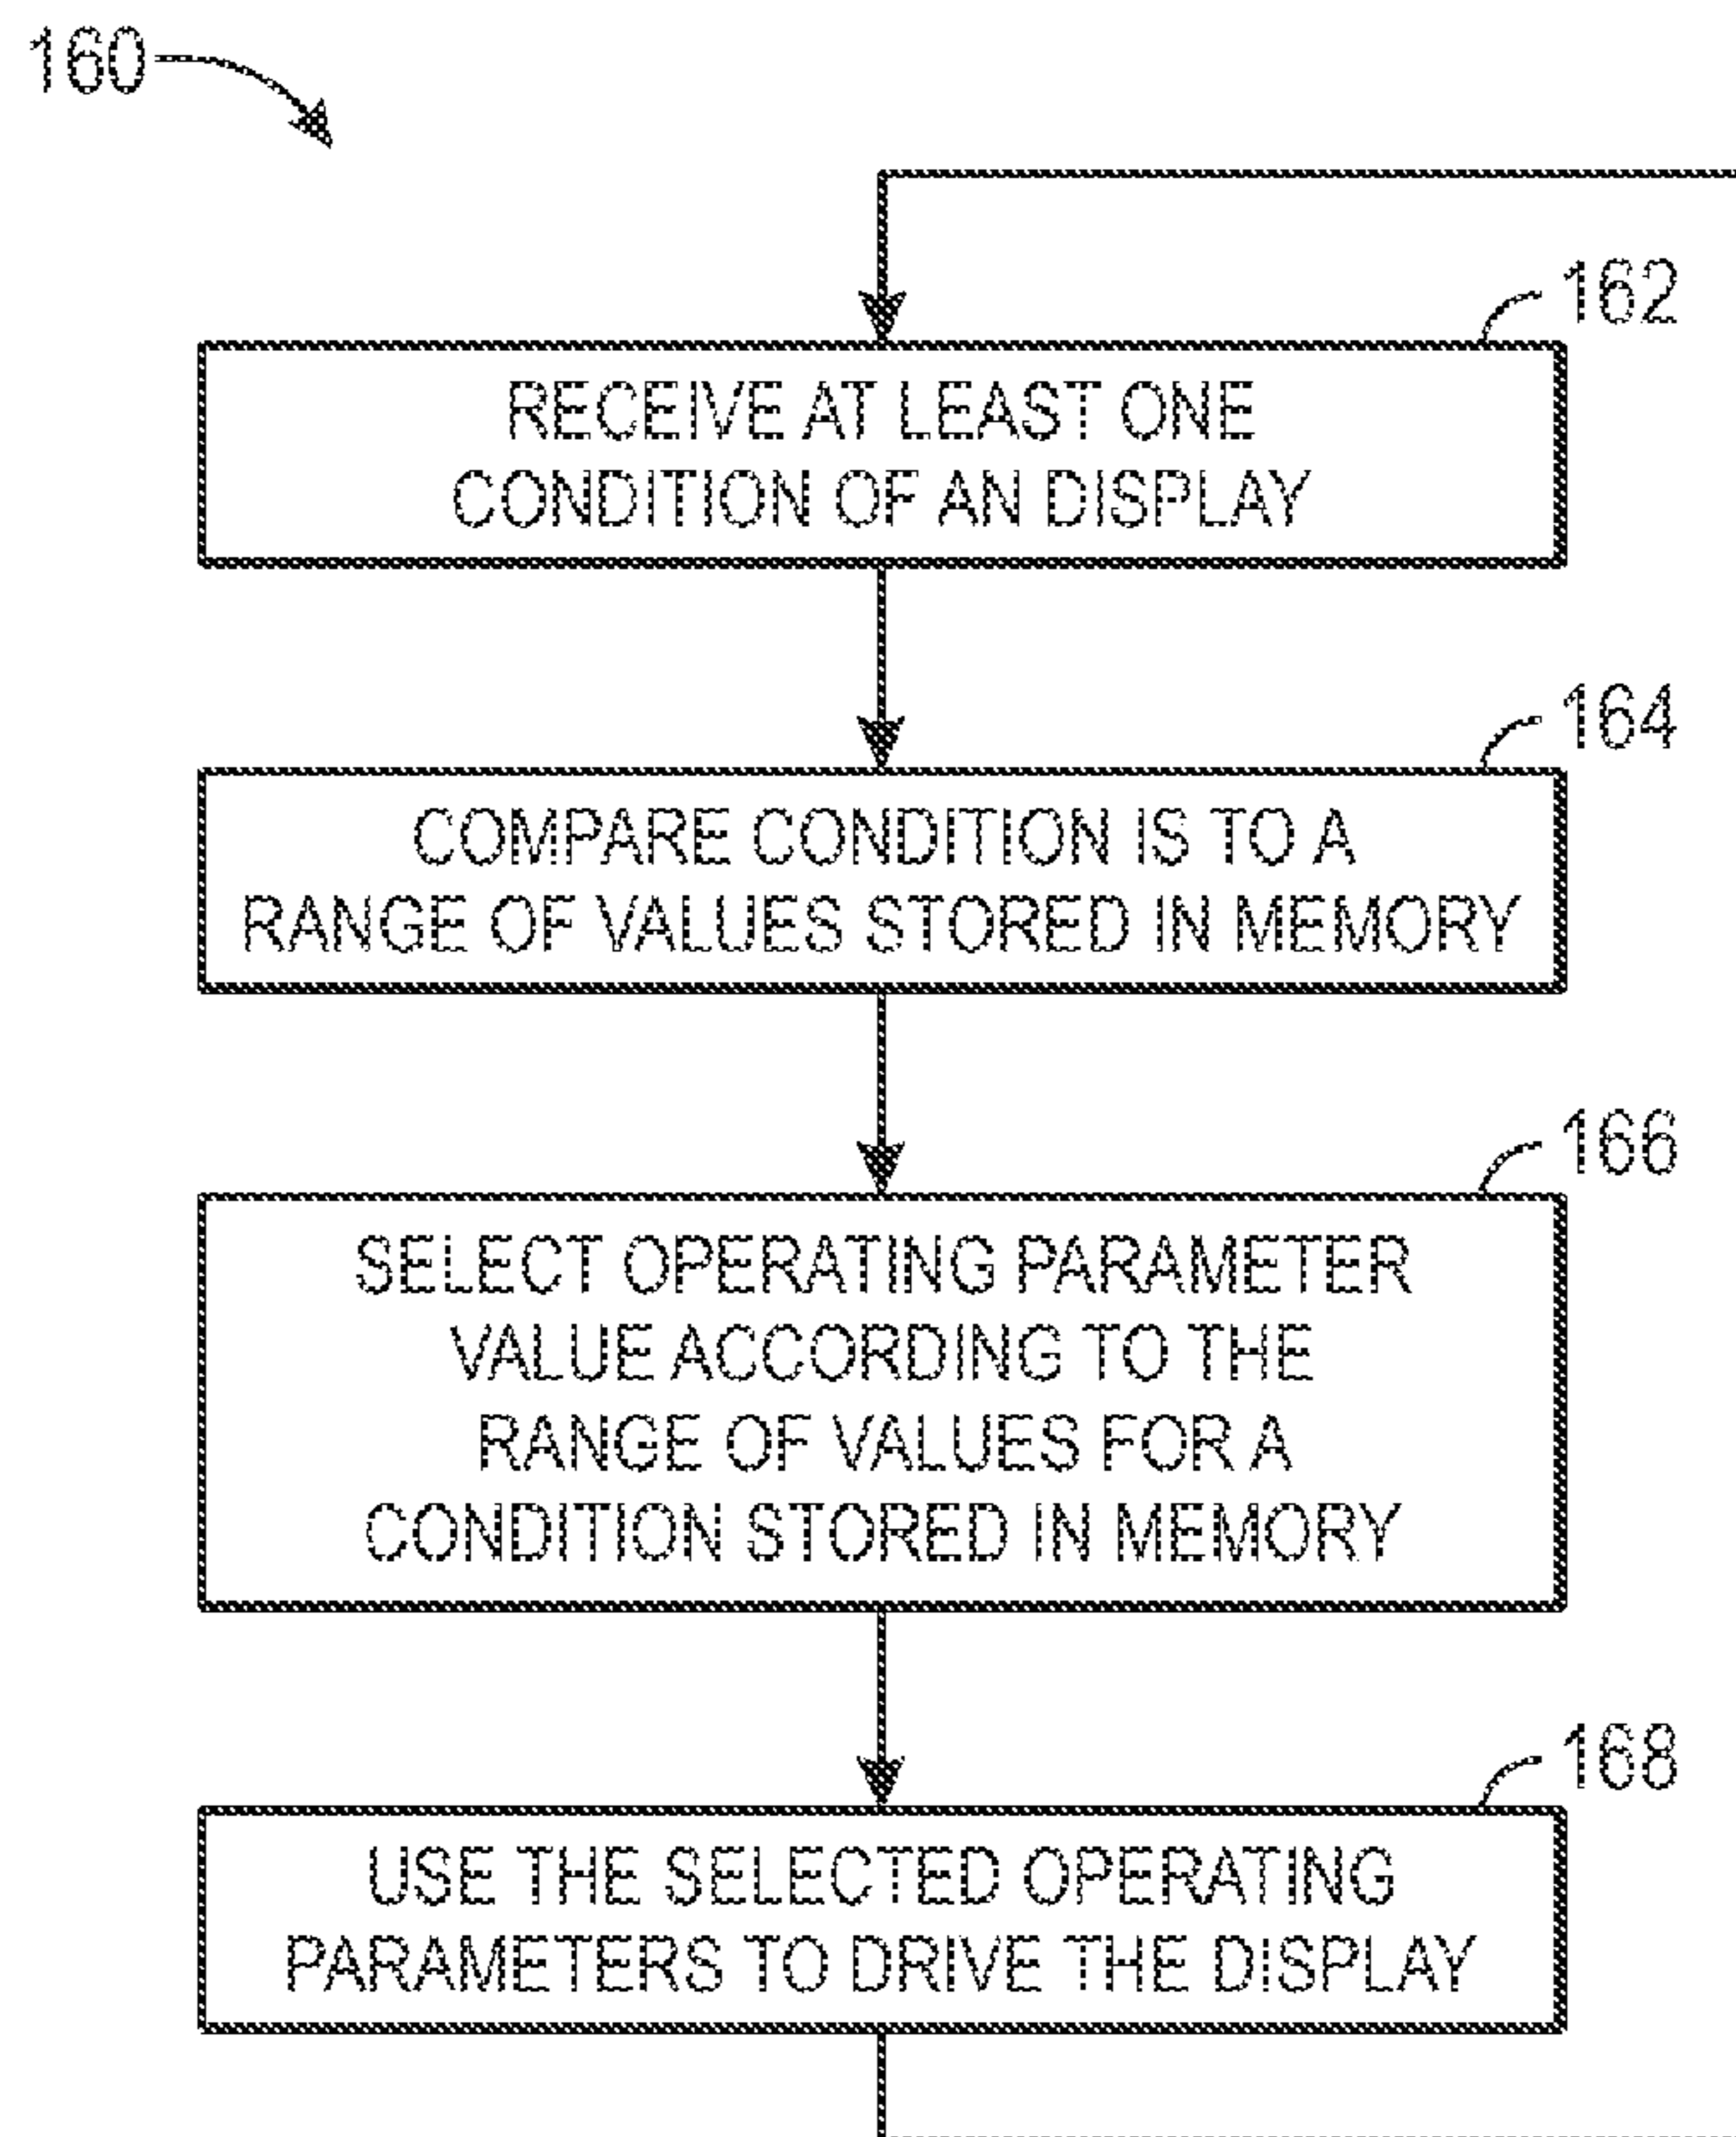 160
162
RECEIVE AT LEAST ONE
CONDITION OF AN DISPLAY
164
COMPARE CONDITION IS TO A
RANGE OF VALUES STORED IN MEMORY
166
SELECT OPERATING PARAMETER
VALUE ACCORDING TO THE
RANGE OF VALUES FOR A
CONDITION STORED IN MEMORY
168
USE THE SELECTED OPERATING
PARAMETERS TO DRIVE THE DISPLAY